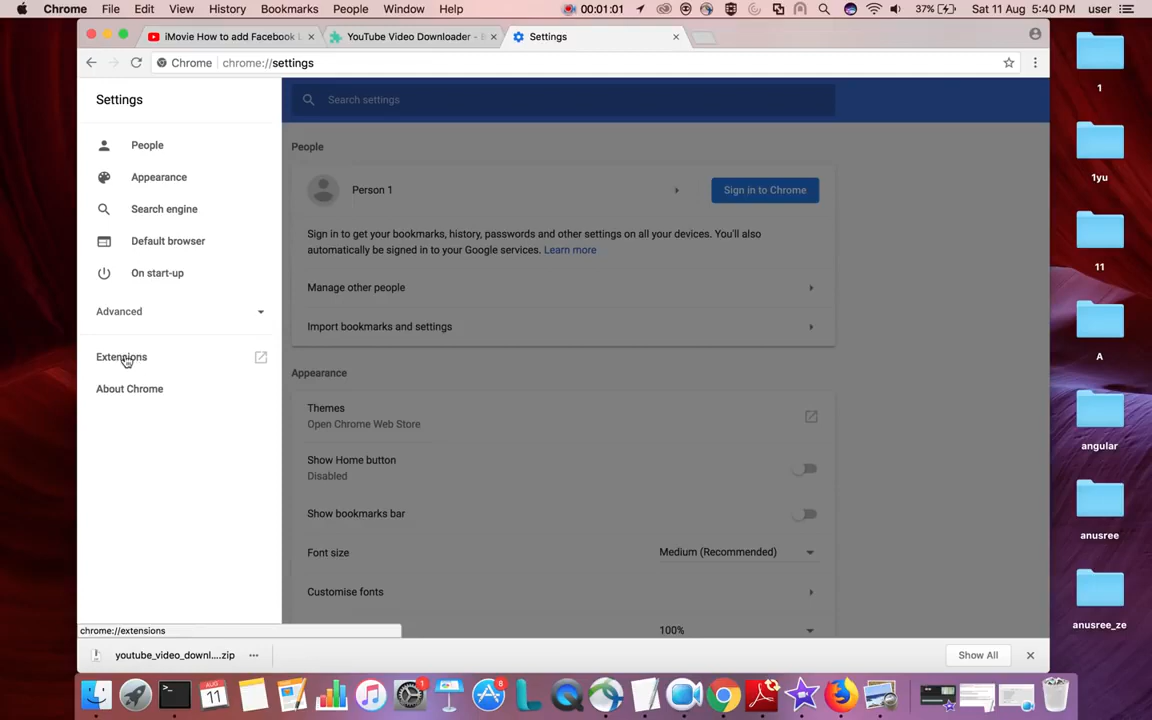 Chrome File Edit View History Bookmarks People Window Help 00:01:01 37% Sat 11 Aug 5:40 PM user
iMovie How to add Facebook L YouTube Video Downloader - Settings
Chrome chrome://settings
Settings
Search settings
People
Appearance
Search engine
Default browser
On start-up
Advanced
Extensions
About Chrome
People
Person 1
Sign in to Chrome
Sign in to get your bookmarks, history, passwords and other settings on all your devices. You'll also
automatically be signed in to your Google services. Learn more
Manage other people
Import bookmarks and settings
Appearance
Themes
Open Chrome Web Store
Show Home button
Disabled
Show bookmarks bar
Font size Medium (Recommended)
Customise fonts
100%
chrome://extensions
youtube_video_downl....zip
Show All
1
1yu
11
A
angular
anusree
anusree_ze
AUG
11
1
8